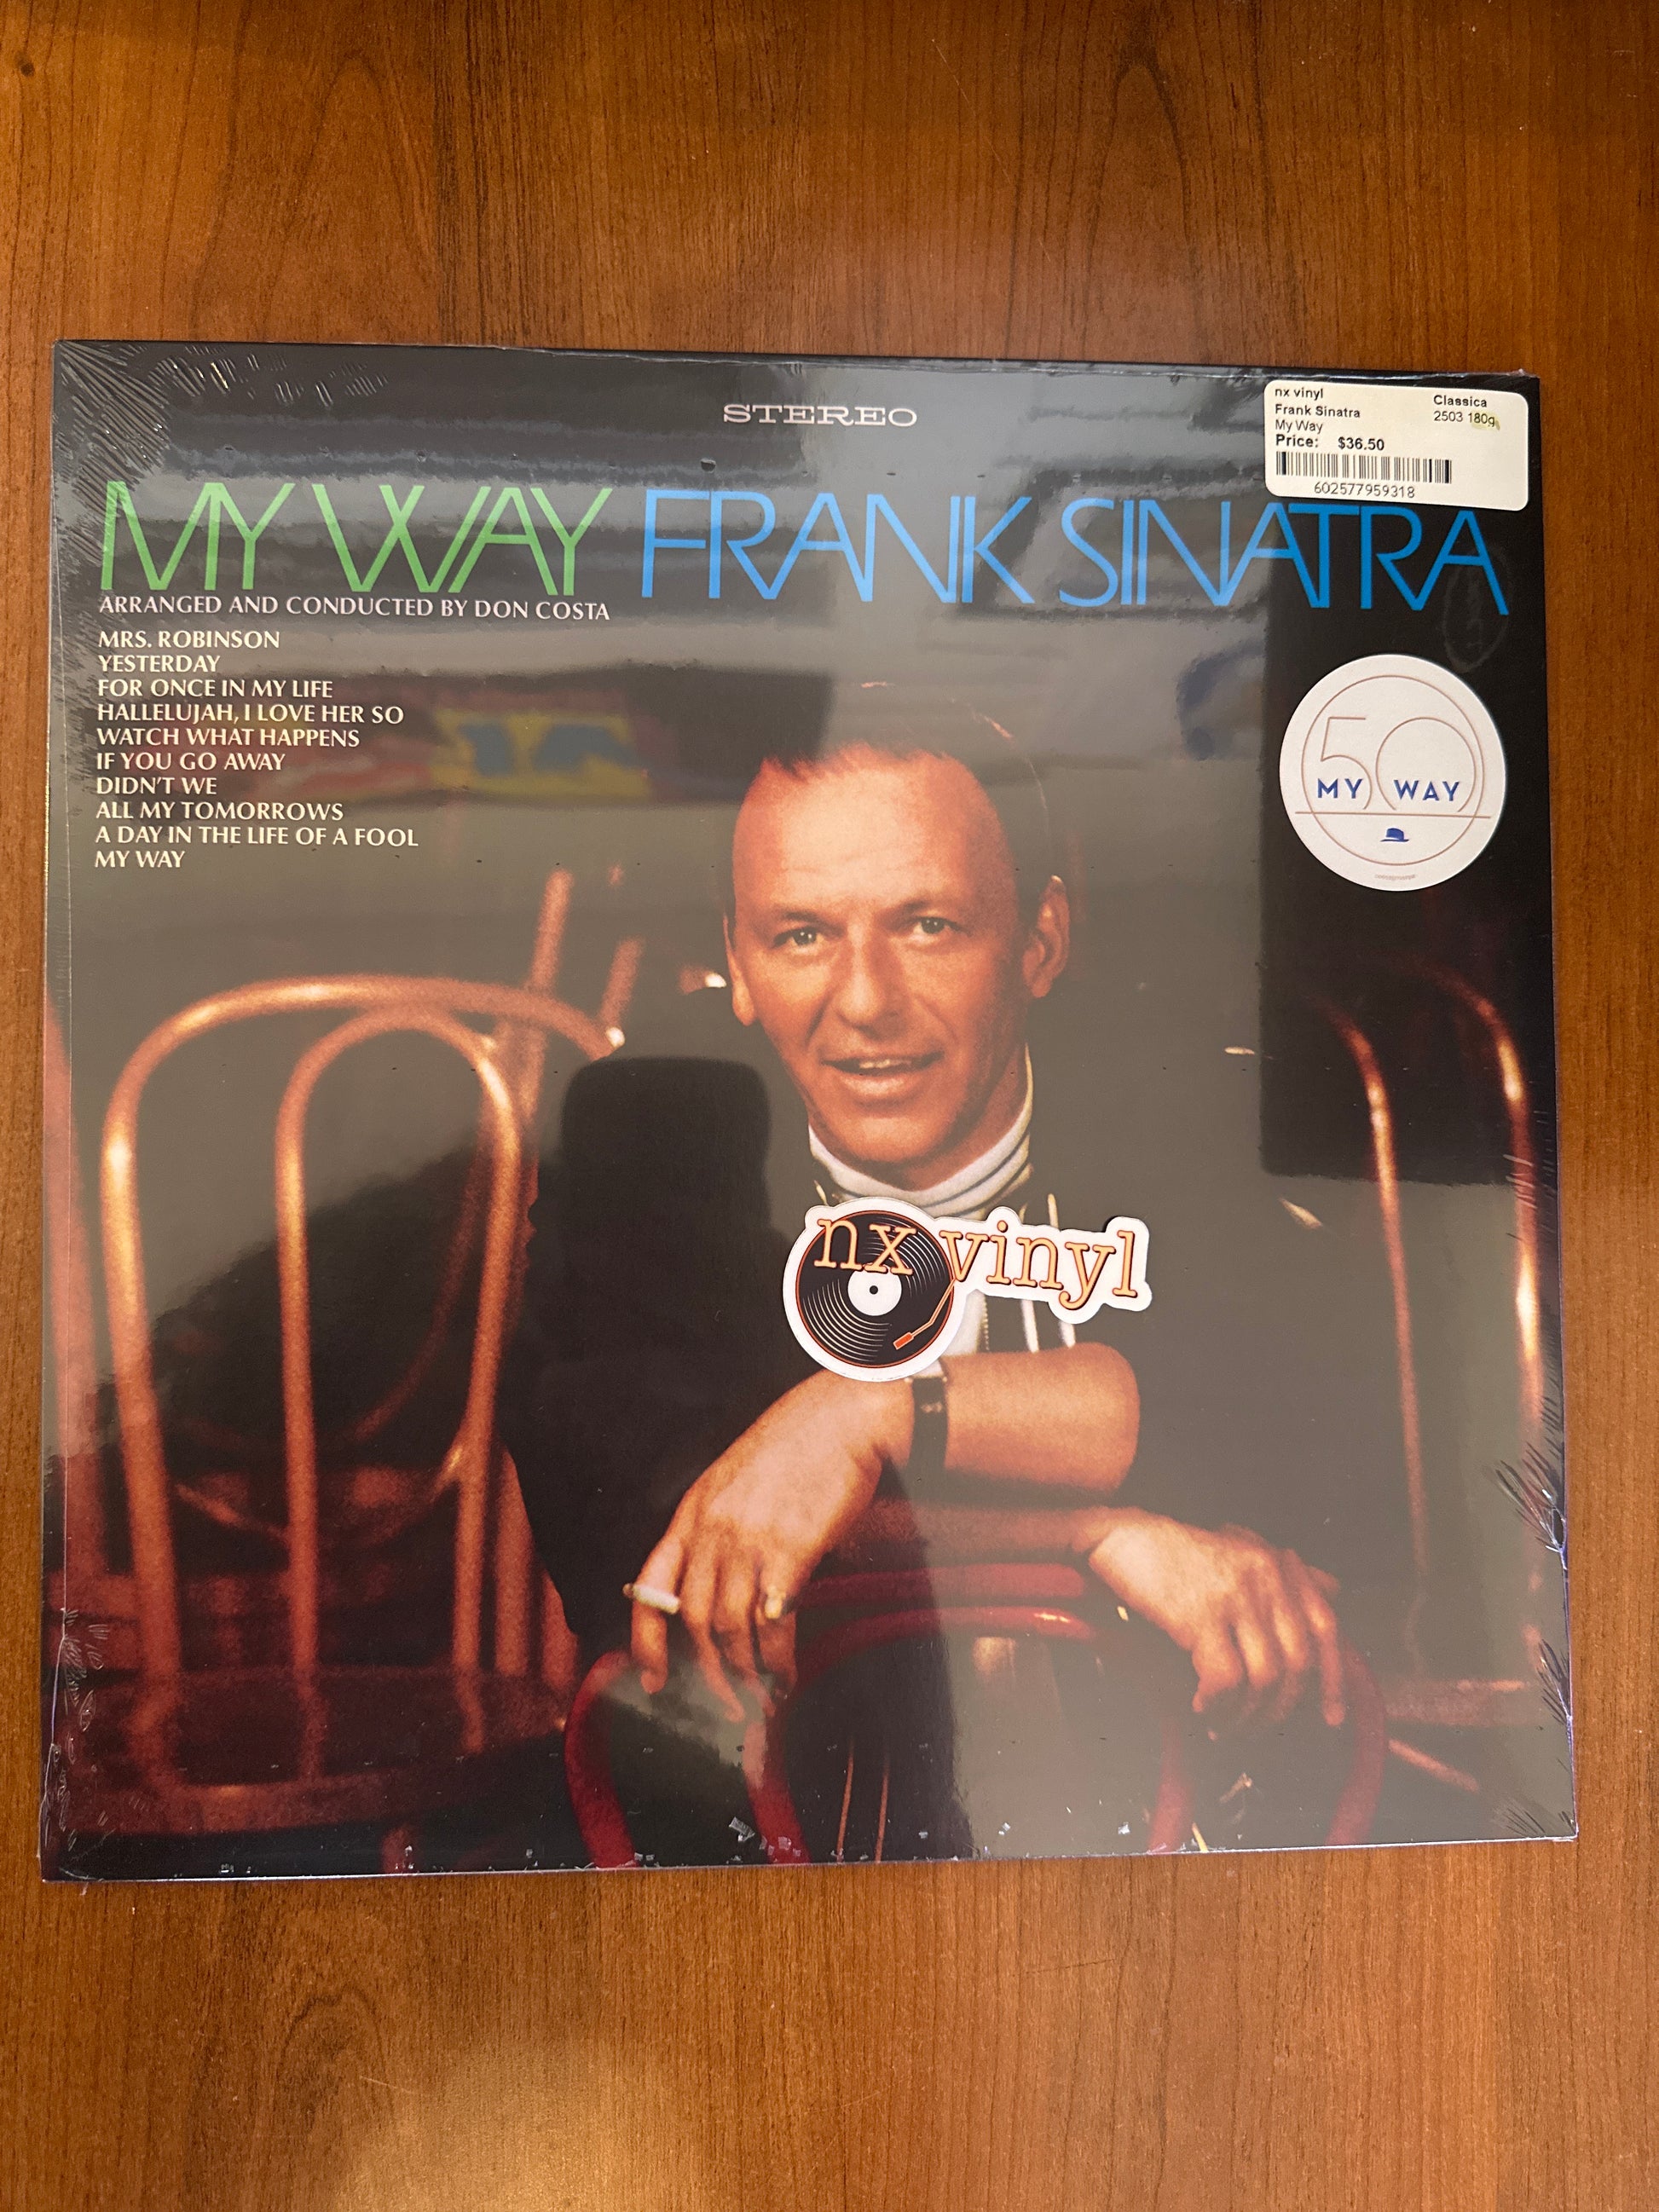 STEREO
nx vinyl Classica
Frank Sinatra 2503 180g
My Way
Price: $36.50
602577959318
MY WAY FRANK SINATRA
ARRANGED AND CONDUCTED BY DON COSTA
MRS. ROBINSON
YESTERDAY
FOR ONCE IN MY LIFE
HALLELUJAH, I LOVE HER SO
WATCH WHAT HAPPENS
IF YOU GO AWAY
DIDN'T WE
ALL MY TOMORROWS
A DAY IN THE LIFE OF A FOOL
MY WAY
50
MY WAY
nx vinyl